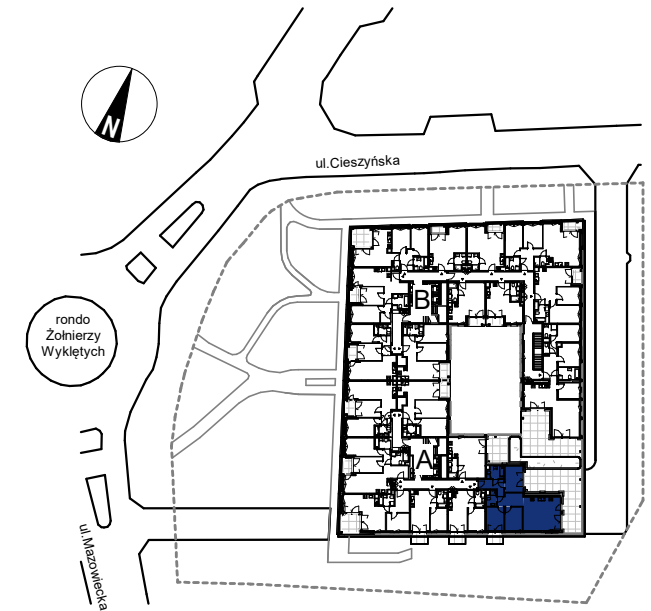 N
ul.Cieszyńska
B
rondo
Żołnierzy
Wyklętych
A
ul.Mazowiecka